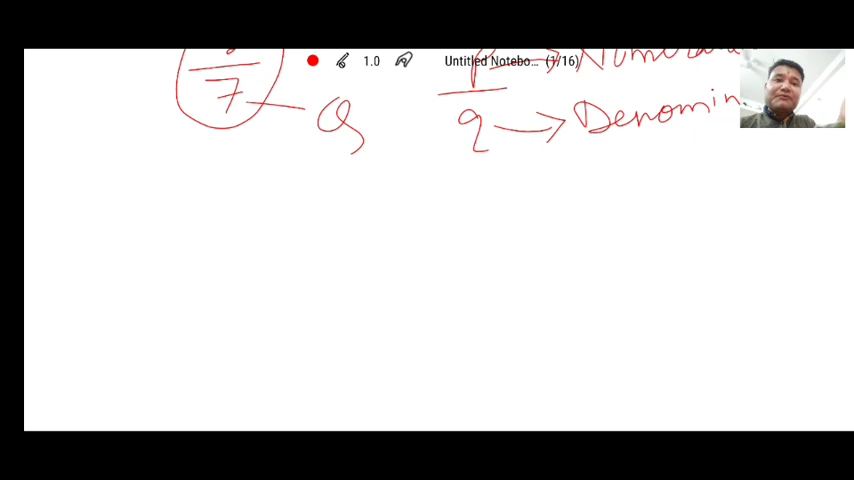 1.0 Untitled Notebo... (1/16)
p → Numera
7 Q q → Denomin